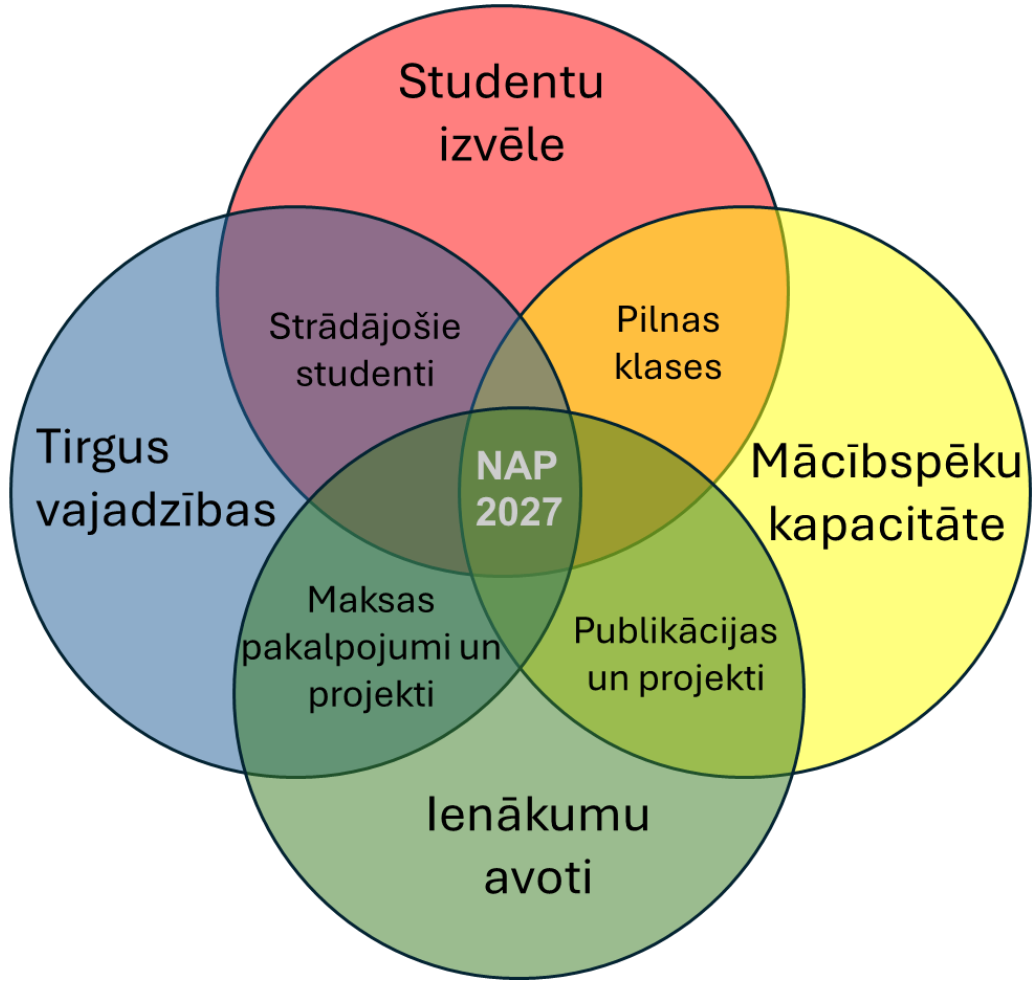 Studentu
izvēle
Strādājošie
studenti
Pilnas
klases
Tirgus
vajadzības
NAP
2027
Mācībspēku
kapacitāte
Maksas
pakalpojumi un
projekti
Publikācijas
un projekti
Ienākumu
avoti